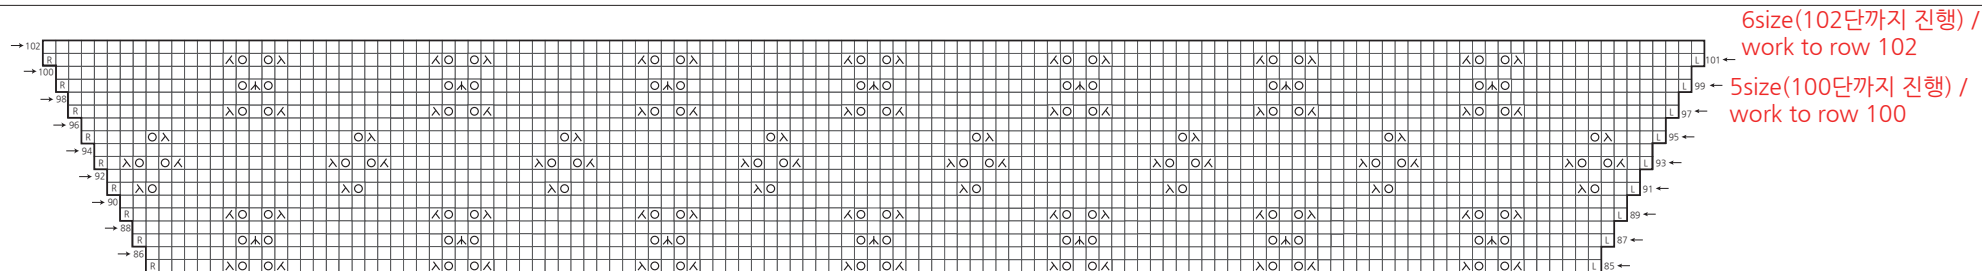 6size(102단까지 진행) /
work to row 102
5size(100단까지 진행) /
work to row 100
102
R L 101
100
R L 99
98
R L 97
96
R L 95
94
R L 93
92
R L 91
90
R L 89
88
R L 87
86
R L 85